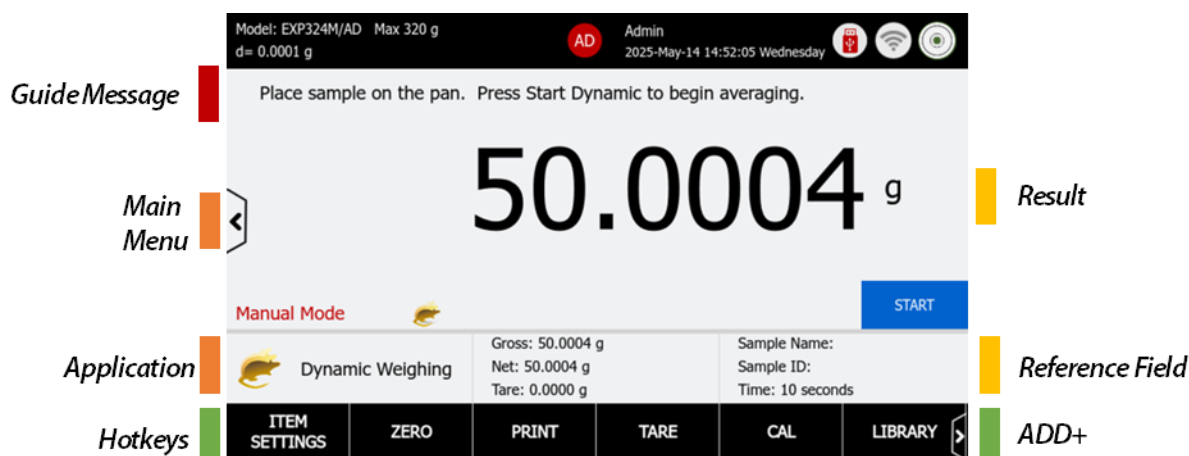 Model: EXP324M/AD Max 320 g
d= 0.0001 g
AD
Admin
2025-May-14 14:52:05 Wednesday
Guide Message
Place sample on the pan. Press Start Dynamic to begin averaging.
50.0004 g
Result
Main
Menu
Manual Mode
START
Application
Dynamic Weighing
Gross: 50.0004 g
Net: 50.0004 g
Tare: 0.0000 g
Sample Name:
Sample ID:
Time: 10 seconds
Reference Field
Hotkeys
ITEM
SETTINGS
ZERO
PRINT
TARE
CAL
LIBRARY
ADD+